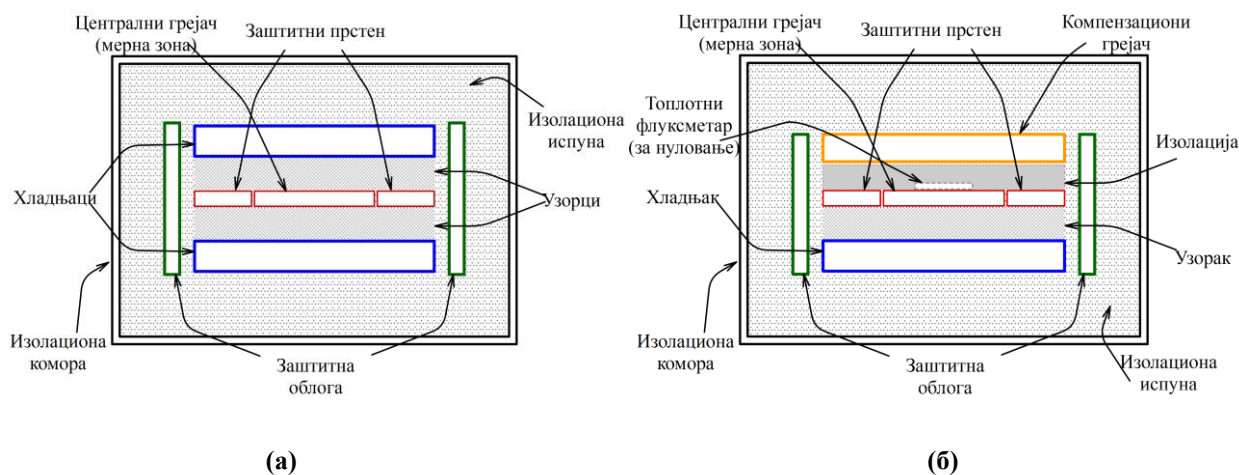 Централни грејач
(мерна зона)
Заштитни прстен
Изолациона
испуна
Хладњаци
Узорци
Изолациона
комора
Заштитна
облога
(а)
Централни грејач
(мерна зона)
Заштитни прстен
Компензациони
грејач
Топлотни
флуксметар
(за нуловање)
Изолација
Хладњак
Узорак
Изолациона
комора
Заштитна
облога
Изолациона
испуна
(б)